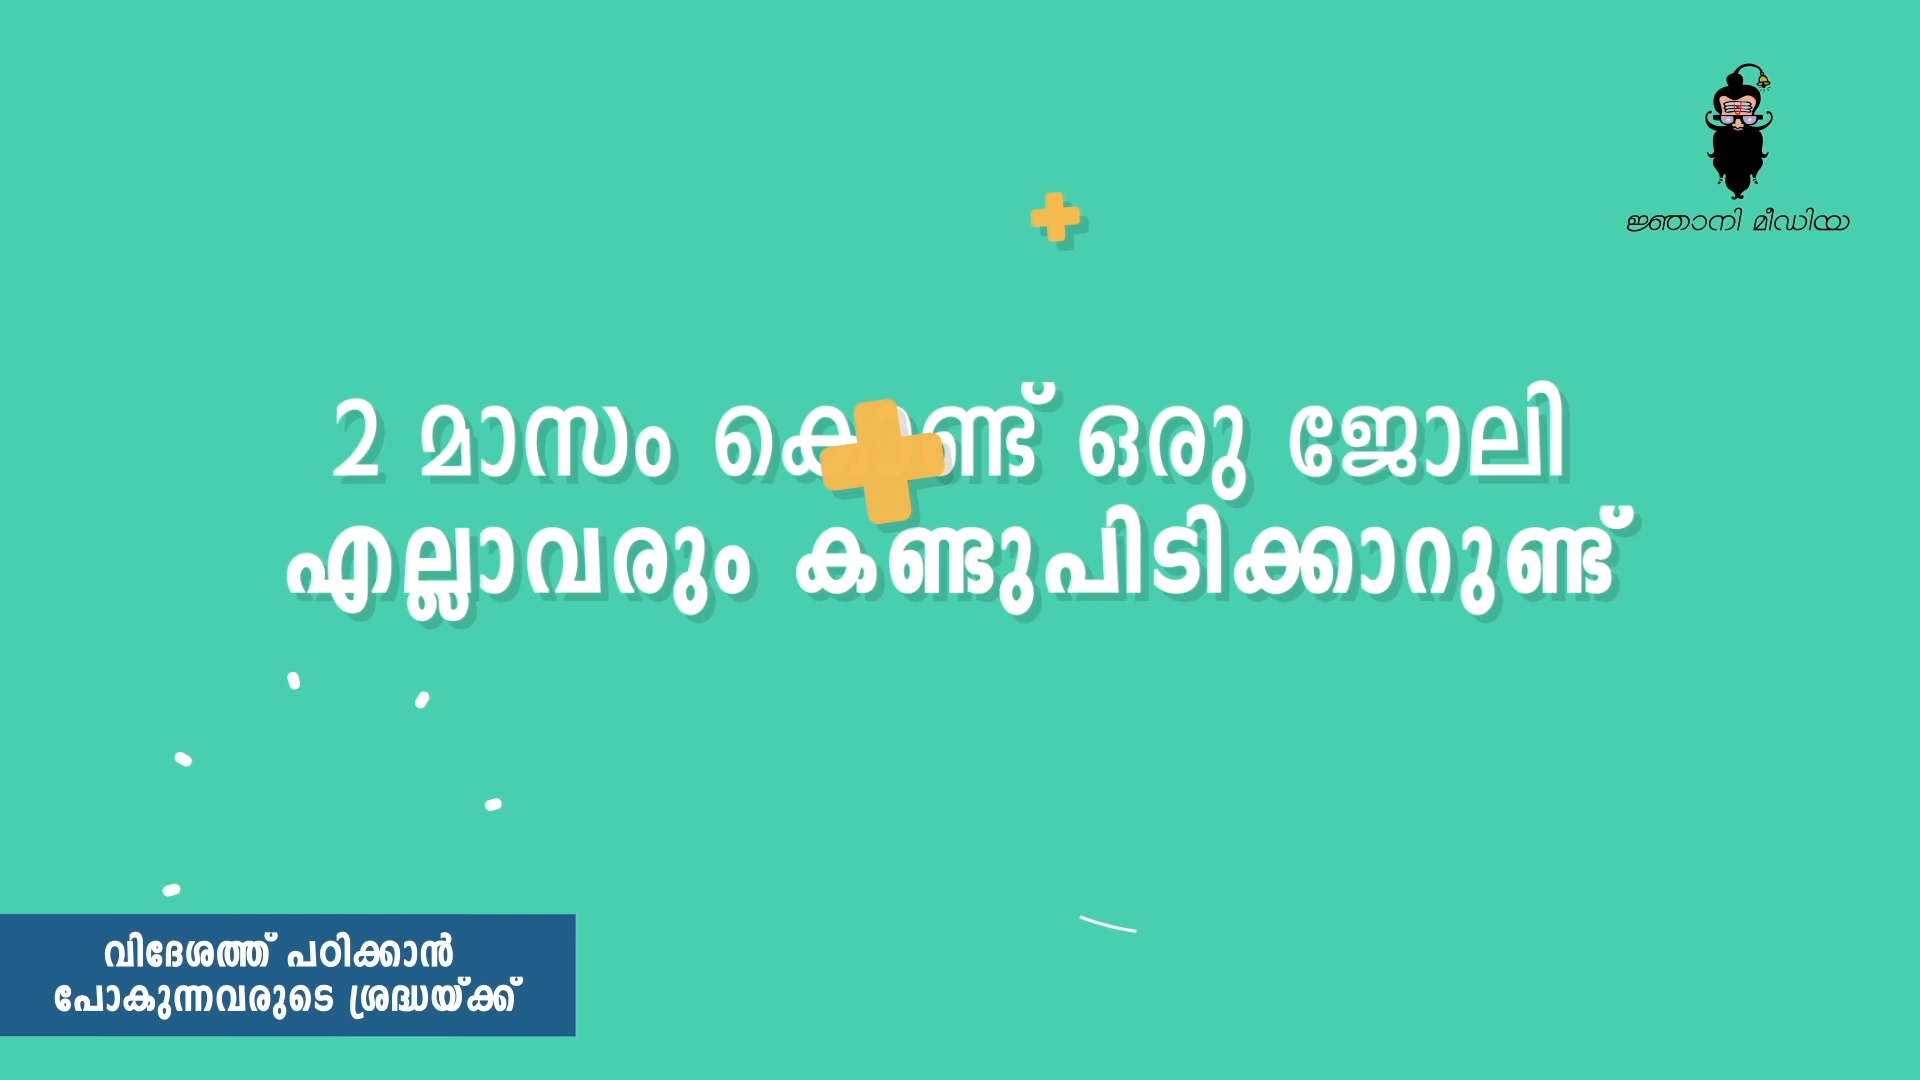 ജ്ഞാനി മീഡിയ
2 മാസം കൊണ്ട് ഒരു ജോലി
എല്ലാവരും കണ്ടുപിടിക്കാറുണ്ട്
വിദേശത്ത് പഠിക്കാൻ
പോകുന്നവരുടെ ശ്രദ്ധയ്ക്ക്